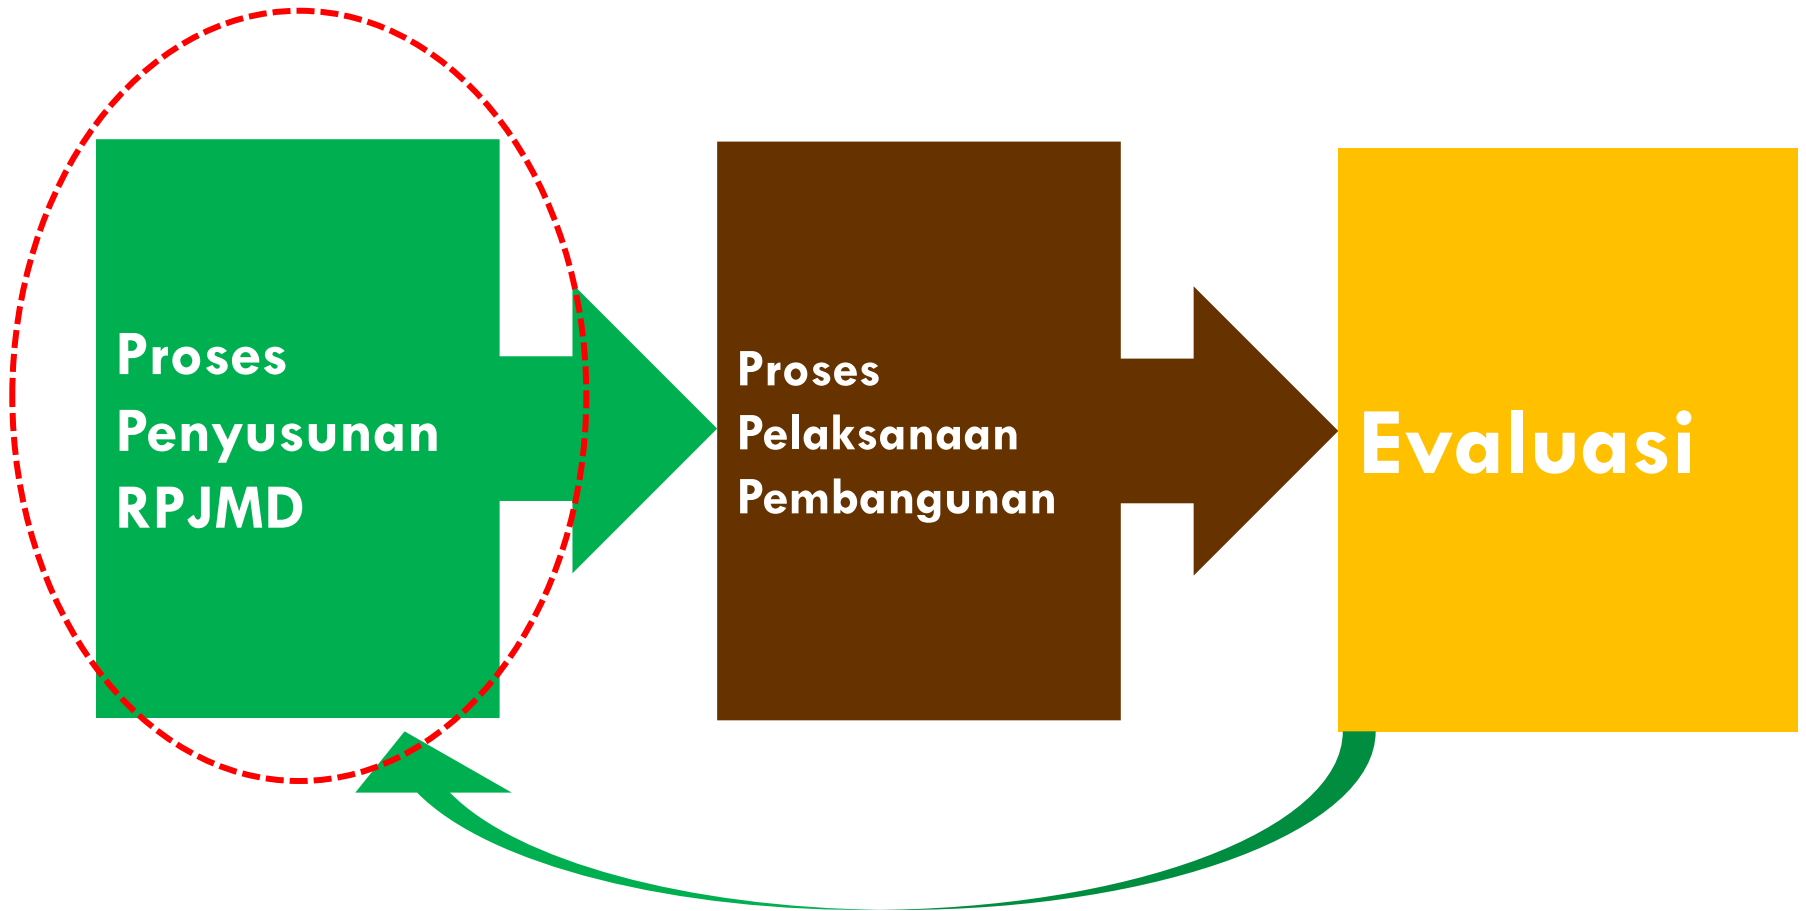 Proses
Penyusunan
RPJMD
Proses
Pelaksanaan
Pembangunan
Evaluasi